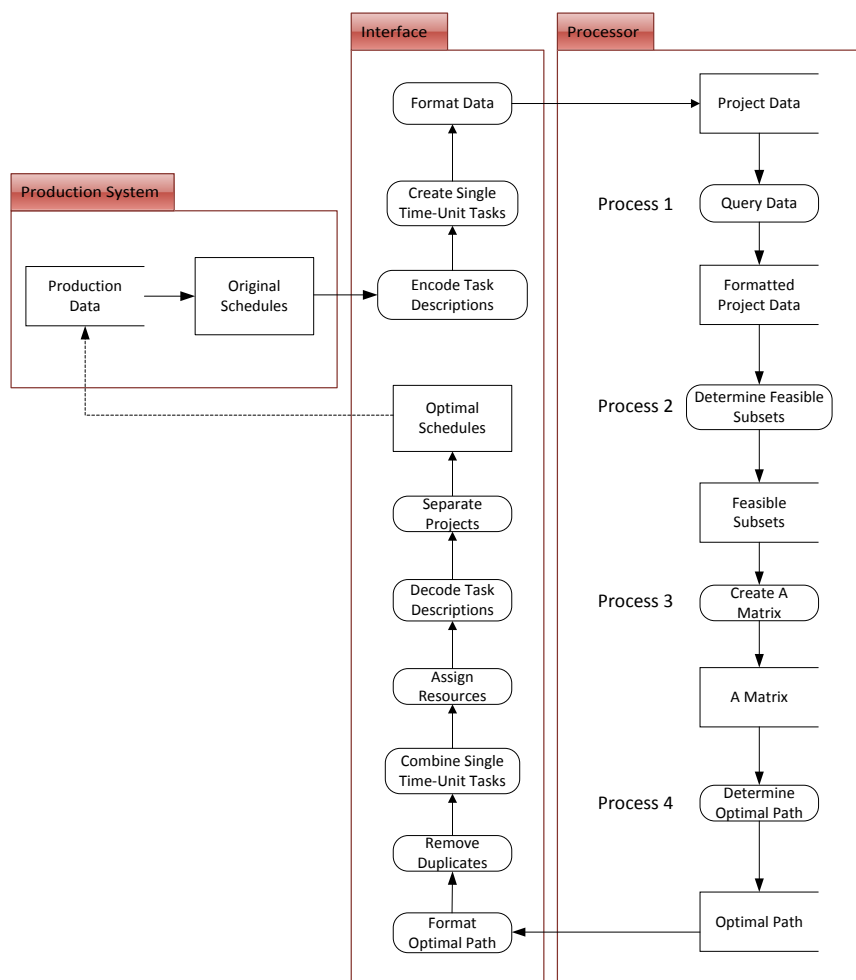 Interface
Processor
Format Data
Project Data
Production System
Create Single
Time-Unit Tasks
Process 1
Query Data
Production
Data
Original
Schedules
Encode Task
Descriptions
Formatted
Project Data
Optimal
Schedules
Process 2
Determine Feasible
Subsets
Separate
Projects
Feasible
Subsets
Decode Task
Descriptions
Process 3
Create A
Matrix
Assign
Resources
A Matrix
Combine Single
Time-Unit Tasks
Process 4
Determine
Optimal Path
Remove
Duplicates
Format
Optimal Path
Optimal Path